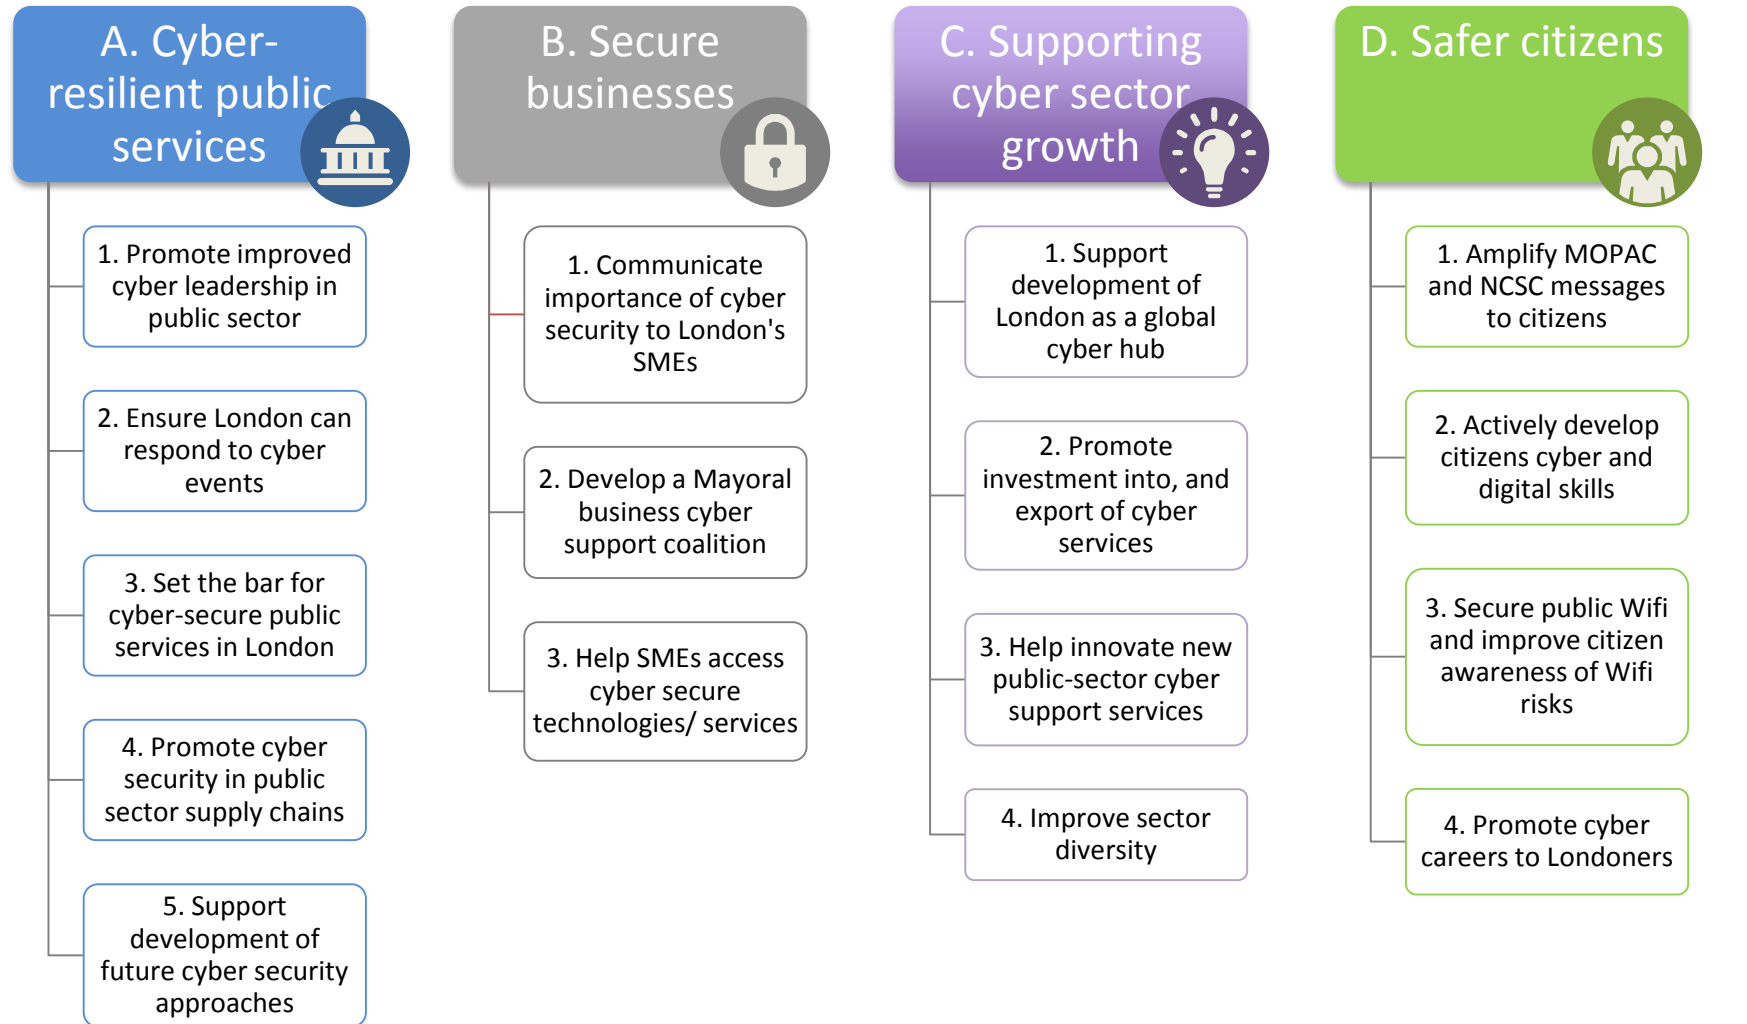 A. Cyber-
resilient public
services
1. Promote improved
cyber leadership in
public sector
2. Ensure London can
respond to cyber
events
3. Set the bar for
cyber-secure public
services in London
4. Promote cyber
security in public
sector supply chains
5. Support
development of
future cyber security
approaches
B. Secure
businesses
1. Communicate
importance of cyber
security to London's
SMEs
2. Develop a Mayoral
business cyber
support coalition
3. Help SMEs access
cyber secure
technologies/ services
C. Supporting
cyber sector
growth
1. Support
development of
London as a global
cyber hub
2. Promote
investment into, and
export of cyber
services
3. Help innovate new
public-sector cyber
support services
4. Improve sector
diversity
D. Safer citizens
1. Amplify MOPAC
and NCSC messages
to citizens
2. Actively develop
citizens cyber and
digital skills
3. Secure public Wifi
and improve citizen
awareness of Wifi
risks
4. Promote cyber
careers to Londoners